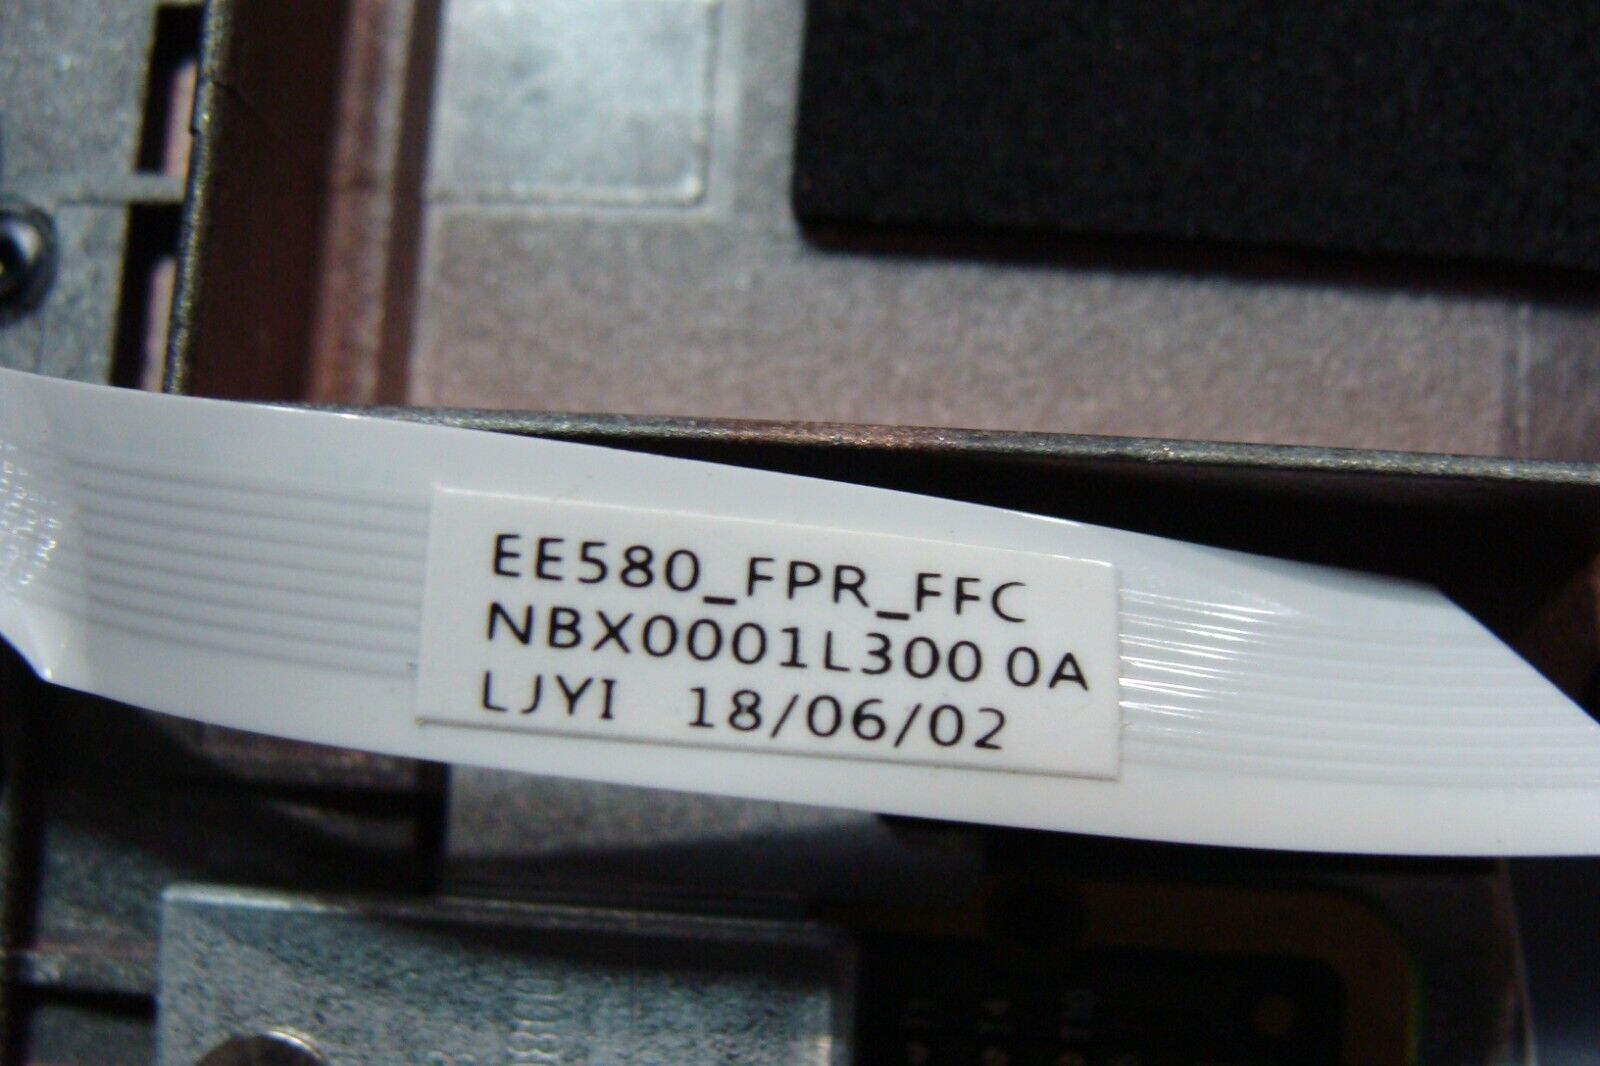 EE580_FPR_FFC
NBX0001L300 0A
LJYI 18/06/02